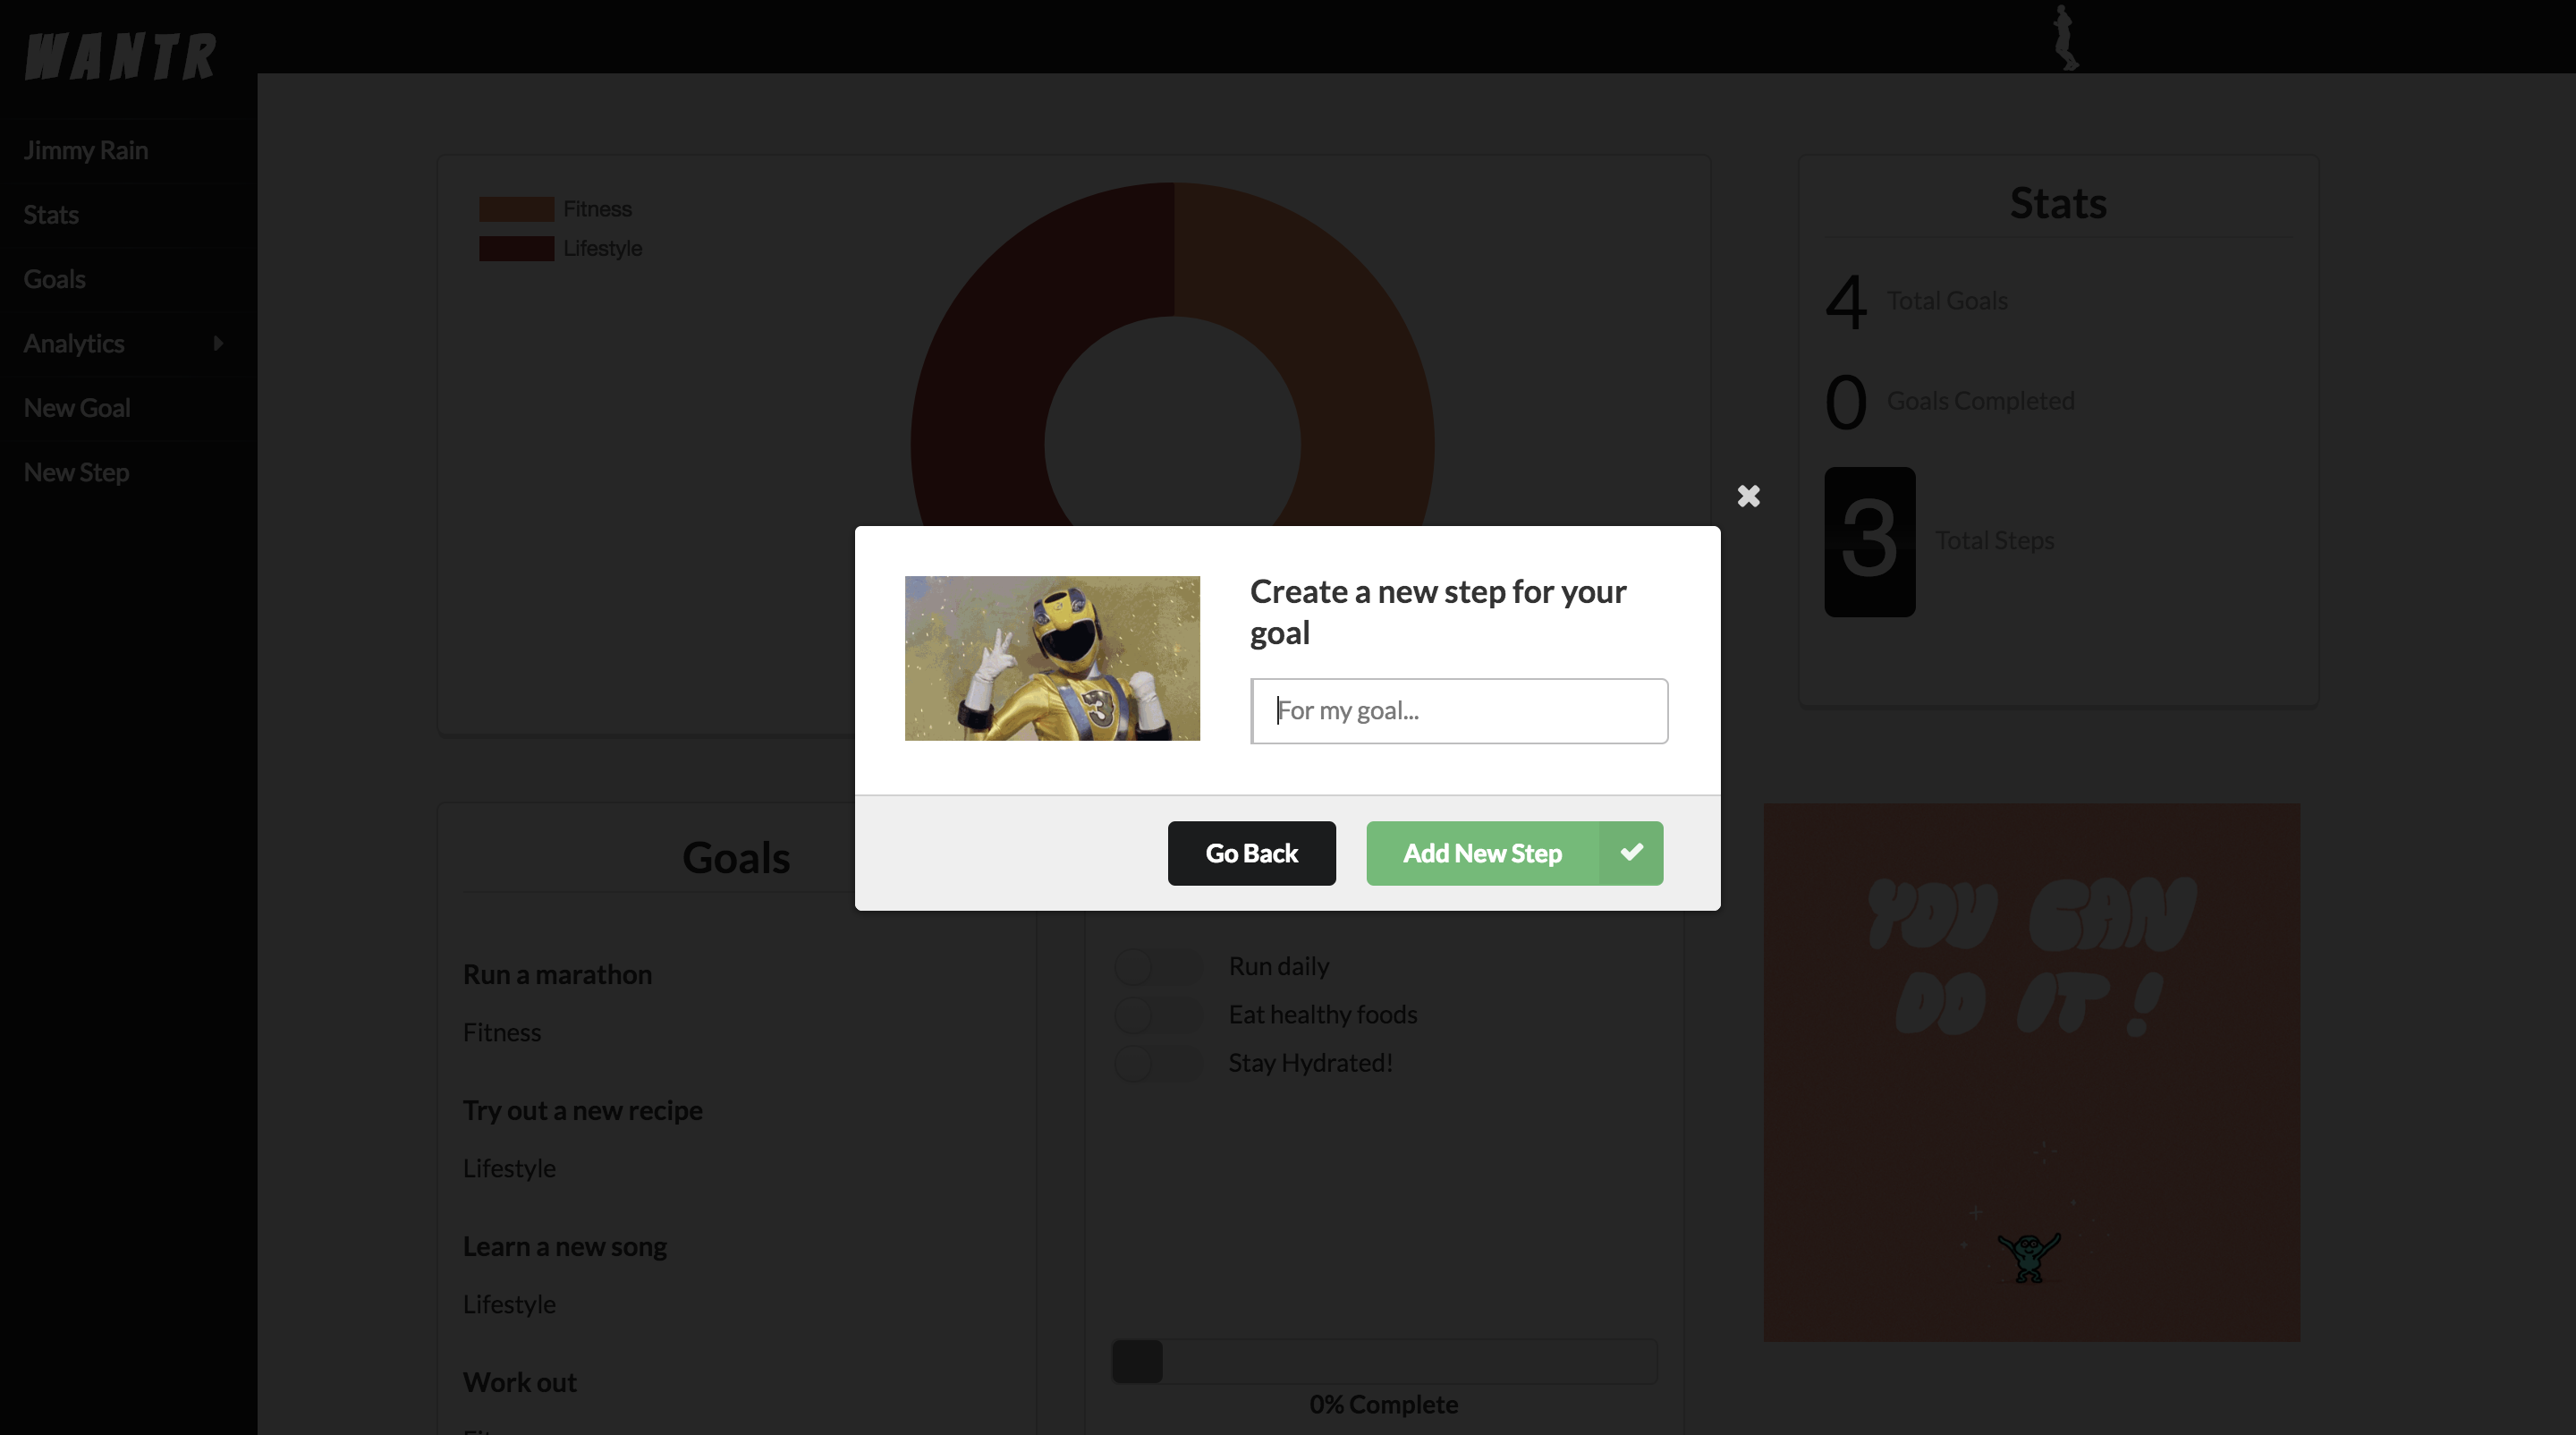 WANTR
Jimmy Rain
Stats
Goals
Analytics
New Goal
New Step
Fitness
Lifestyle
Stats
4 Total Goals
0 Goals Completed
3 Total Steps
Create a new step for your
goal
For my goal...
3
Go Back
Add New Step
Goals
Run a marathon
Fitness
Try out a new recipe
Lifestyle
Learn a new song
Lifestyle
Work out
Run daily
Eat healthy foods
Stay Hydrated!
0% Complete
YOU CAN
DO IT!